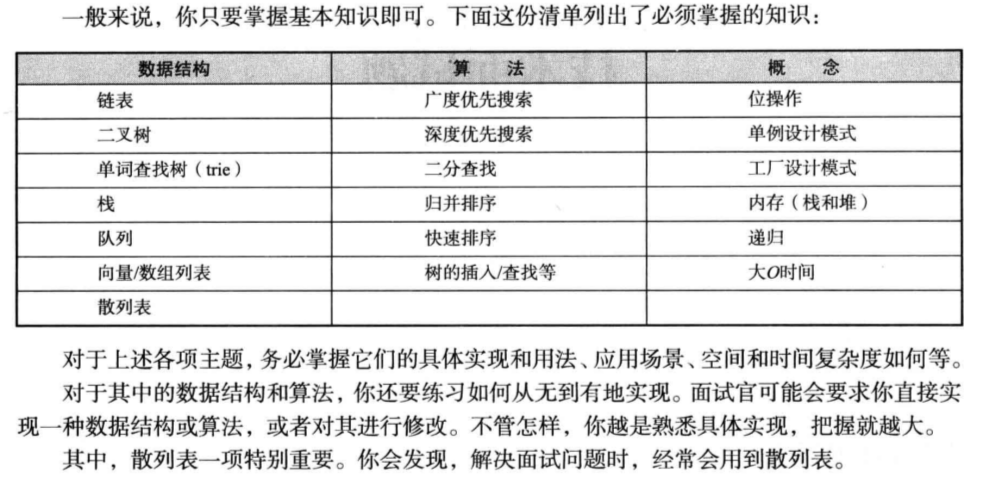 一般来说，你只要掌握基本知识即可。下面这份清单列出了必须掌握的知识：
数据结构 算　法 概　念
链表 广度优先搜索 位操作
二叉树 深度优先搜索 单例设计模式
单词查找树（trie） 二分查找 工厂设计模式
栈 归并排序 内存（栈和堆）
队列 快速排序 递归
向量/数组列表 树的插入/查找等 大O时间
散列表
对于上述各项主题，务必掌握它们的具体实现和用法、应用场景、空间和时间复杂度如何等。
对于其中的数据结构和算法，你还要练习如何从无到有地实现。面试官可能会要求你直接实
现一种数据结构或算法，或者对其进行修改。不管怎样，你越是熟悉具体实现，把握就越大。
其中，散列表一项特别重要。你会发现，解决面试问题时，经常会用到散列表。